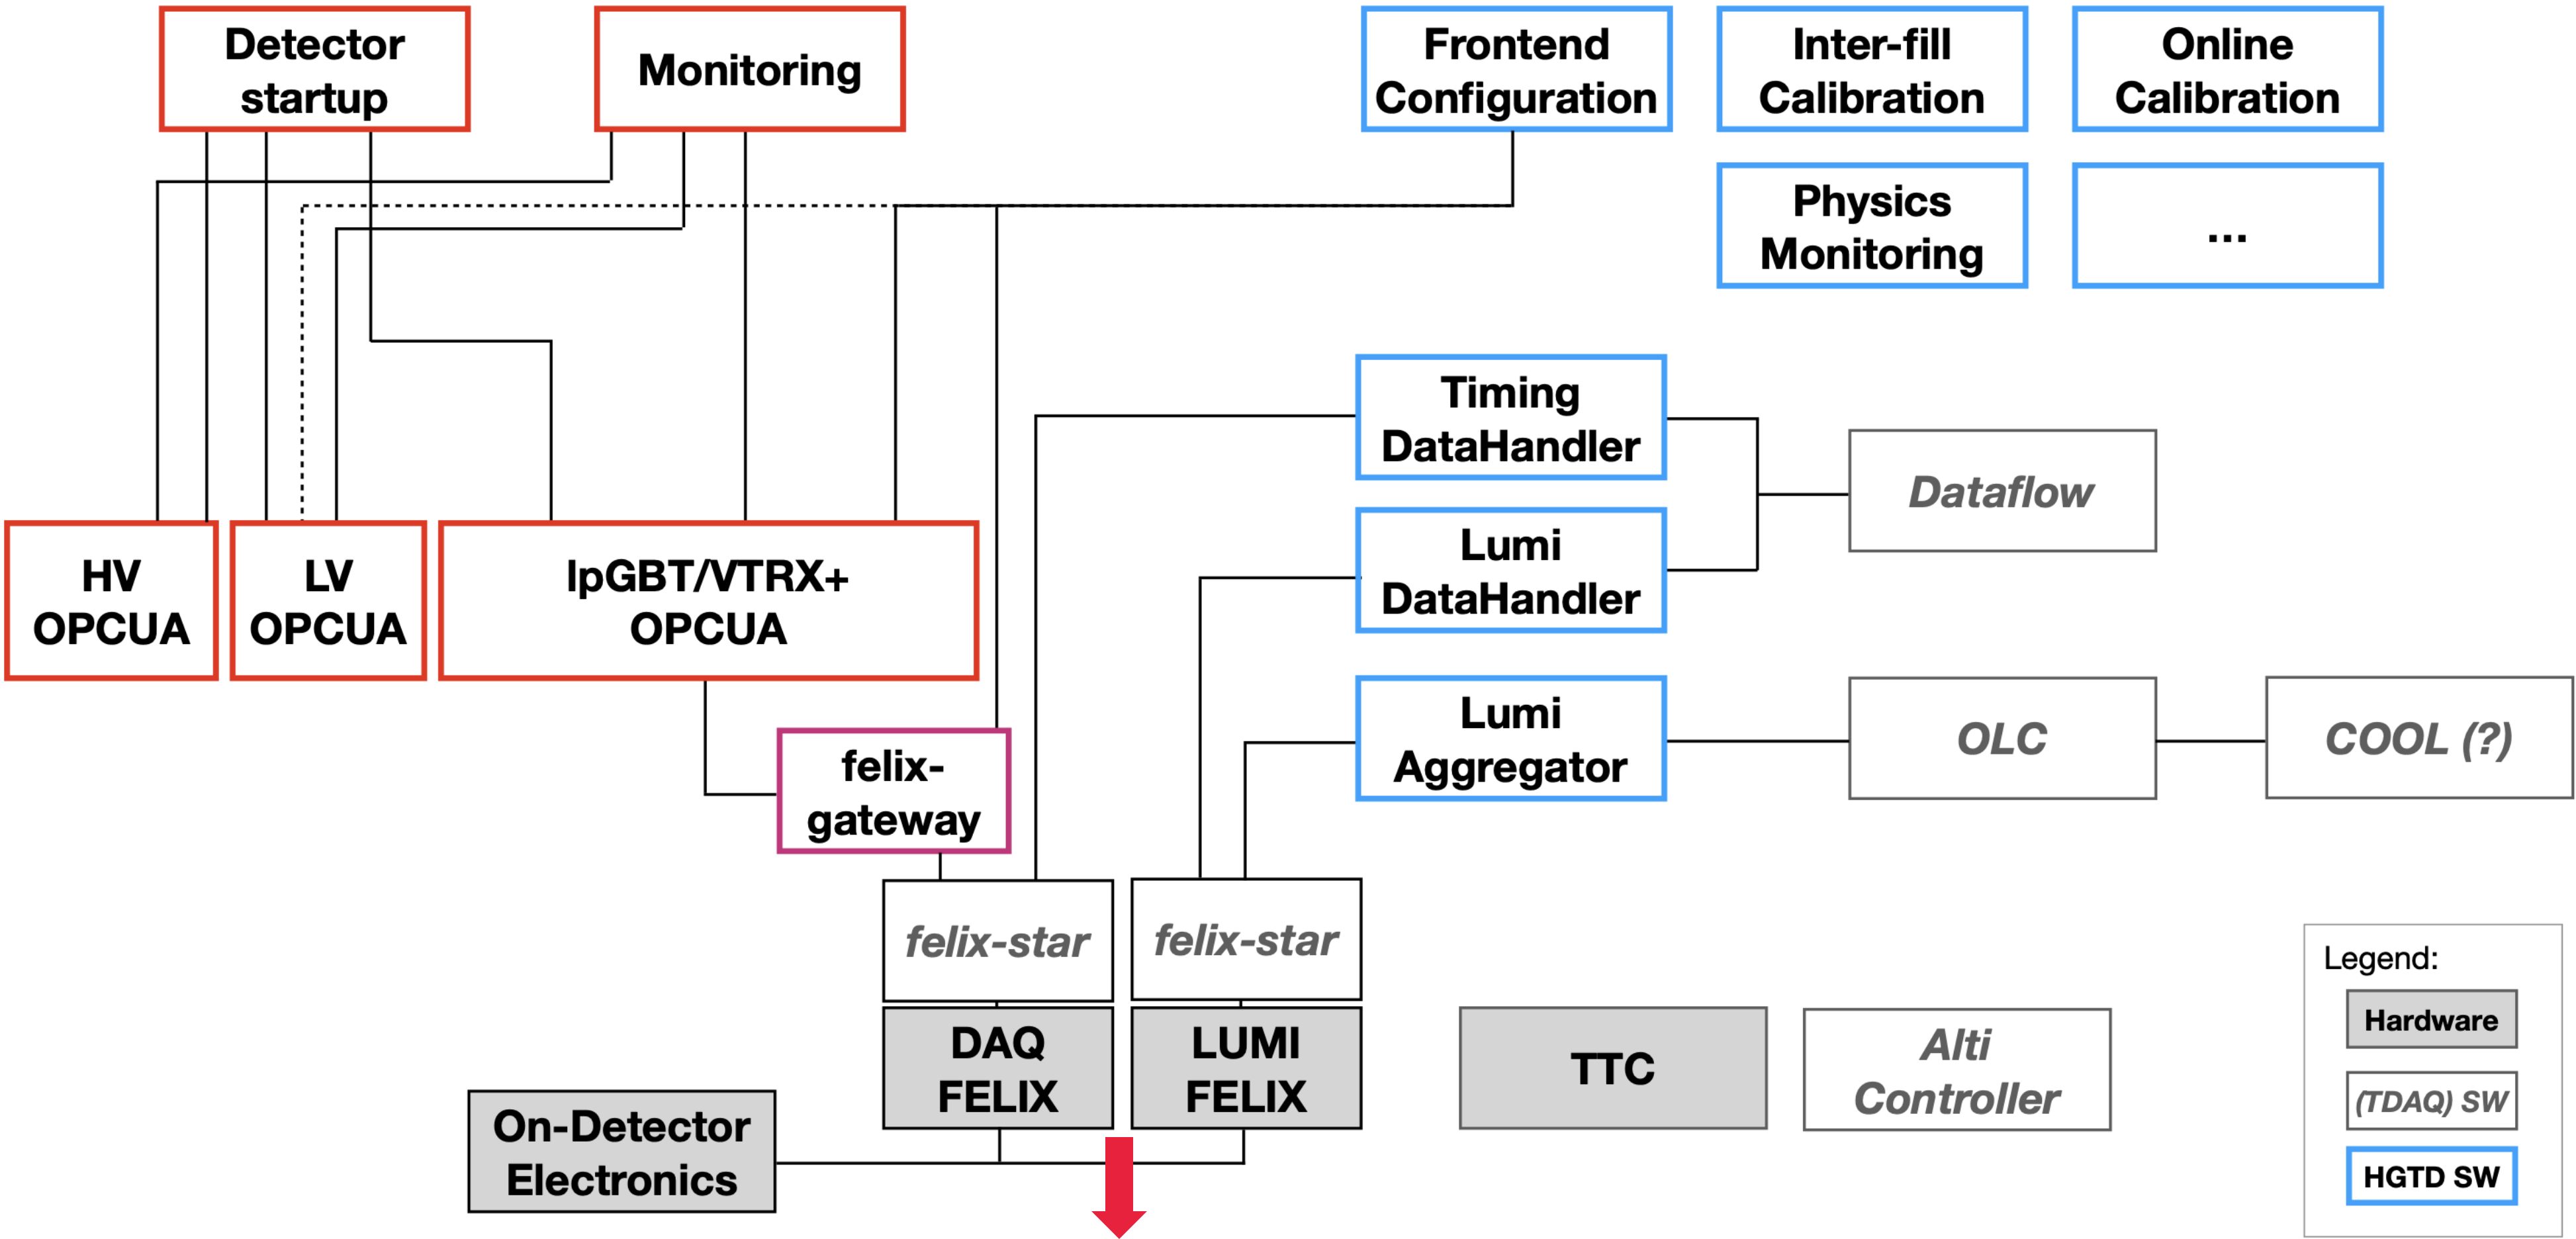 Detector
startup
Monitoring
Frontend
Configuration
Inter-fill
Calibration
Online
Calibration
Physics
Monitoring
...
Timing
DataHandler
Dataflow
Lumi
DataHandler
HV
OPCUA
LV
OPCUA
lpGBT/VTRX+
OPCUA
Lumi
Aggregator
OLC
COOL (?)
felix-
gateway
felix-star
felix-star
DAQ
FELIX
LUMI
FELIX
TTC
Alti
Controller
On-Detector
Electronics
Legend:
Hardware
(TDAQ) SW
HGTD SW